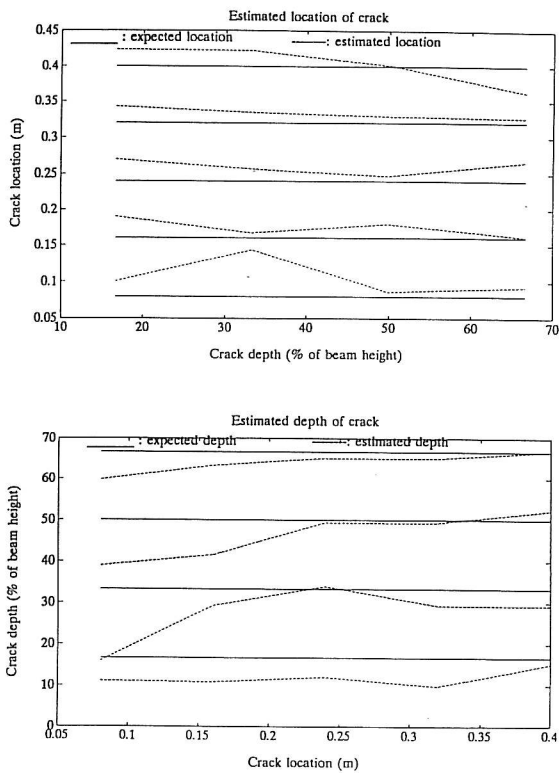 Estimated location of crack
: expected location : estimated location
0.45
0.4
0.35
0.3
0.25
0.2
0.15
0.1
0.05
Crack location (m)
10 20 30 40 50 60 70
Crack depth (% of beam height)
Estimated depth of crack
: expected depth : estimated depth
70
60
50
40
30
20
10
0
Crack depth (% of beam height)
0.05 0.1 0.15 0.2 0.25 0.3 0.35 0.4
Crack location (m)